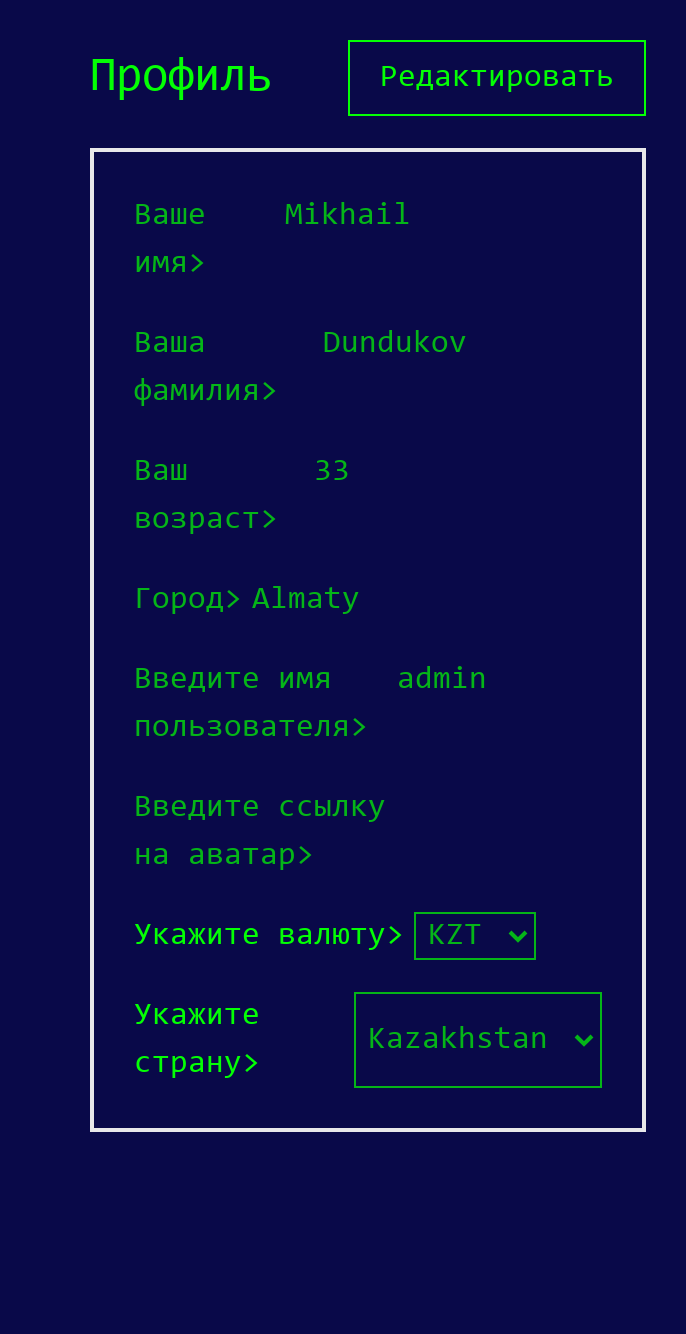 Профиль
Редактировать
Ваше имя> Mikhail
Ваша фамилия> Dundukov
Ваш возраст> 33
Город> Almaty
Введите имя пользователя> admin
Введите ссылку
на аватар>
Укажите валюту> KZT
Укажите страну> Kazakhstan